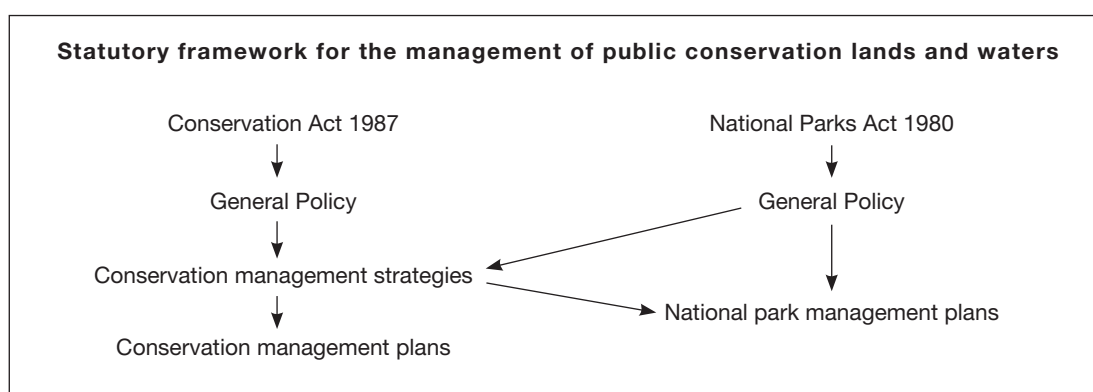 Statutory framework for the management of public conservation lands and waters
Conservation Act 1987
National Parks Act 1980
General Policy
General Policy
Conservation management strategies
National park management plans
Conservation management plans